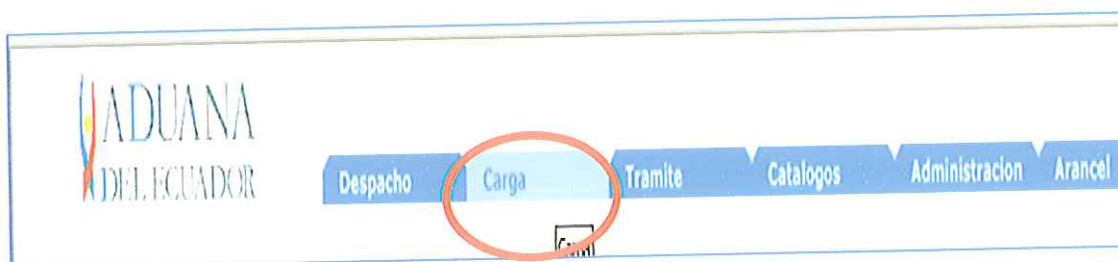 ADUANA
DEL ECUADOR
Despacho Carga Tramite Catalogos Administracion Arancel